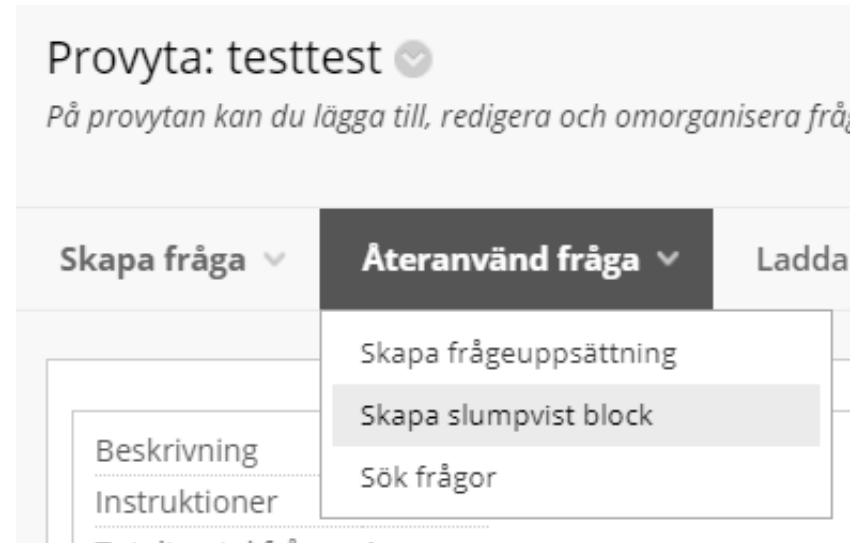 Provyta: testtest
På provytan kan du lägga till, redigera och omorganisera
Skapa fråga Återanvänd fråga Ladda
Skapa frågeuppsättning
Skapa slumpvist block
Sök frågor
Beskrivning
Instruktioner